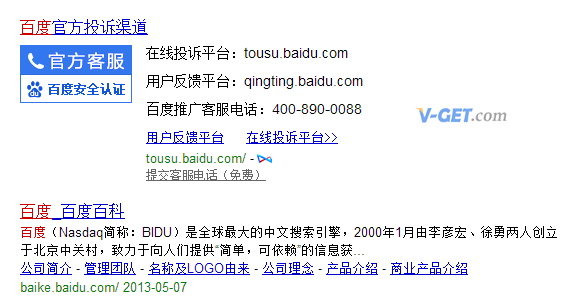 百度官方投诉渠道
官方客服
百度安全认证
在线投诉平台：tousu.baidu.com
用户反馈平台：qingting.baidu.com
百度推广客服电话：400-890-0088
V-GET.com
用户反馈平台 在线投诉平台>>
tousu.baidu.com/ -
提交客服电话（免费）
百度_百度百科
百度（Nasdaq简称：BIDU）是全球最大的中文搜索引擎，2000年1月由李彦宏、徐勇两人创立
于北京中关村，致力于向人们提供“简单，可依赖”的信息获...
公司简介 - 管理团队 - 名称及LOGO由来 - 公司理念 - 产品介绍 - 商业产品介绍
baike.baidu.com/ 2013-05-07